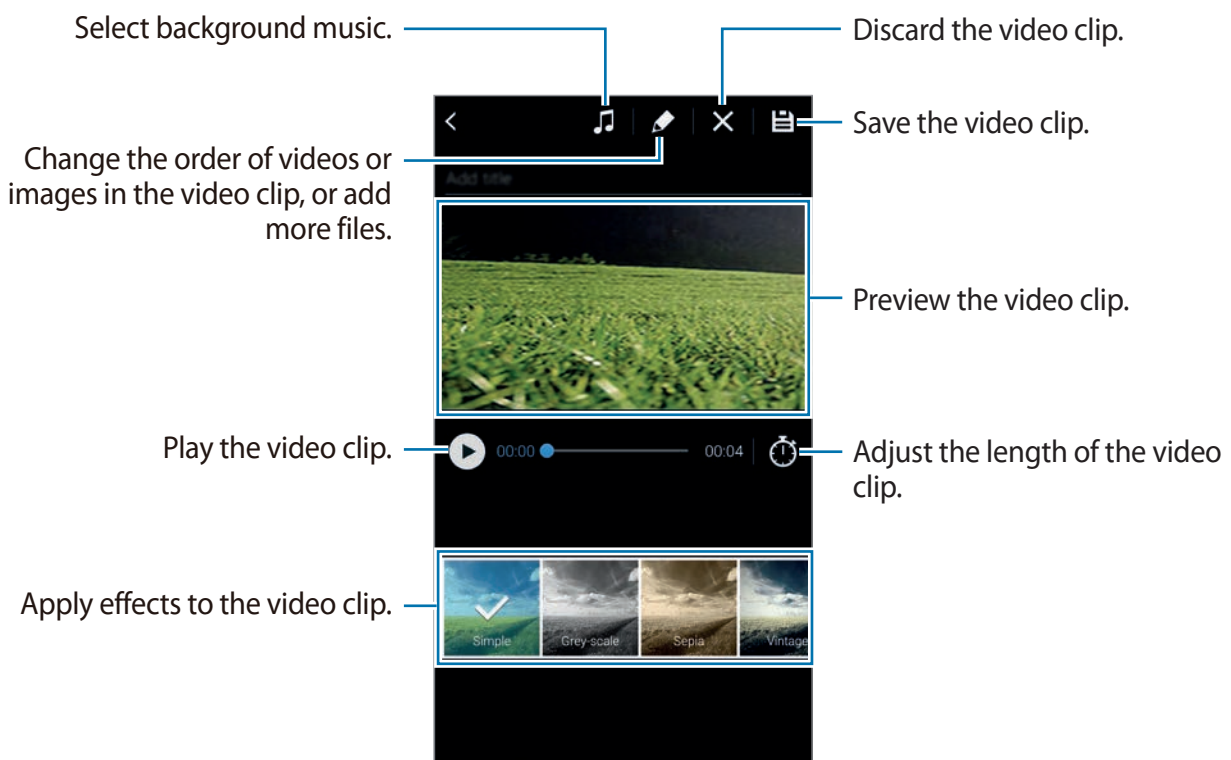 Select background music.
Discard the video clip.
Save the video clip.
Change the order of videos or
images in the video clip, or add
more files.
Add title
Preview the video clip.
Play the video clip.
00:00
00:04
Adjust the length of the video
clip.
Apply effects to the video clip.
Simple
Grey-scale
Sepia
Vintage